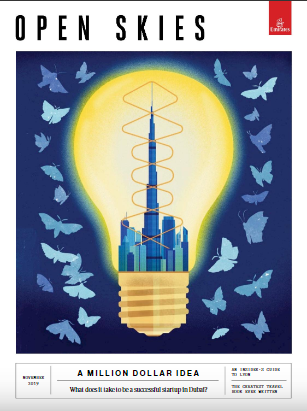 OPEN SKIES
Emirates
NOVEMBER
2019
A MILLION DOLLAR IDEA
What does it take to be a successful startup in Dubai?
AN INSIDER'S GUIDE
TO LYON
THE GREATEST TRAVEL
BOOK EVER WRITTEN